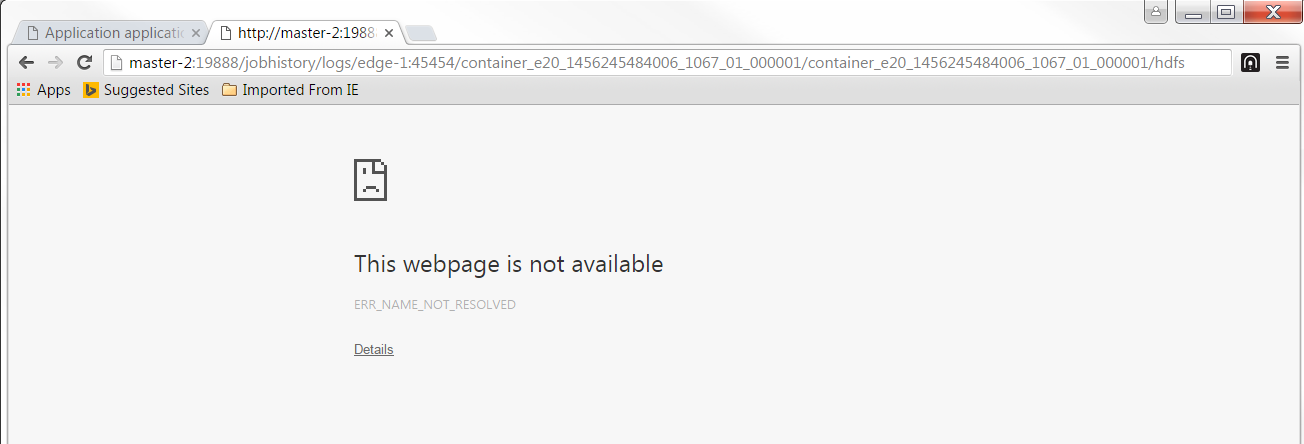 Application applicatio
http://master-2:1988
master-2:19888/jobhistory/logs/edge-1:45454/container_e20_1456245484006_1067_01_000001/container_e20_1456245484006_1067_01_000001/hdfs
Apps Suggested Sites Imported From IE
This webpage is not available
ERR_NAME_NOT_RESOLVED
Details